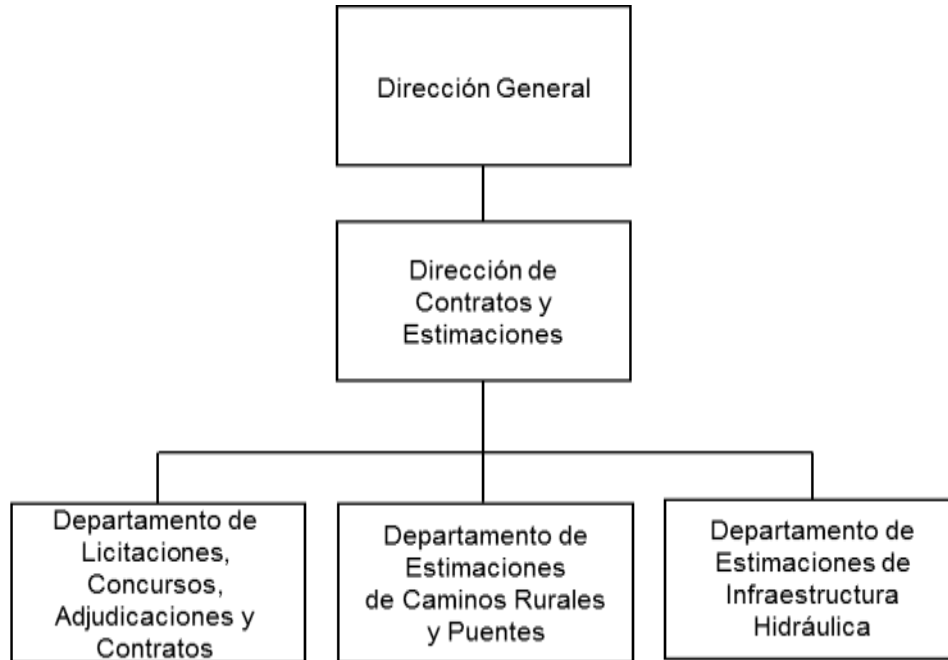 Dirección General
Dirección de
Contratos y
Estimaciones
Departamento de
Licitaciones,
Concursos,
Adjudicaciones y
Contratos
Departamento de
Estimaciones
de Caminos Rurales
y Puentes
Departamento de
Estimaciones de
Infraestructura
Hidráulica